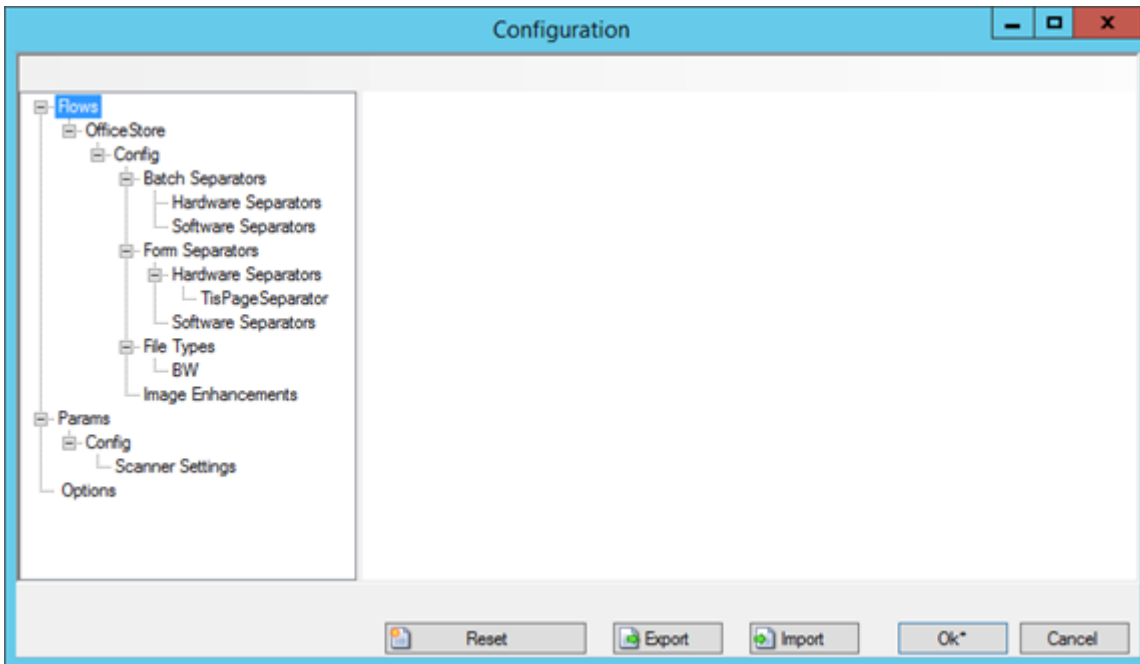 Configuration
Flows
OfficeStore
Config
Batch Separators
Hardware Separators
Software Separators
Form Separators
Hardware Separators
TisPageSeparator
Software Separators
File Types
BW
Image Enhancements
Params
Config
Scanner Settings
Options
Reset Export Import Ok* Cancel